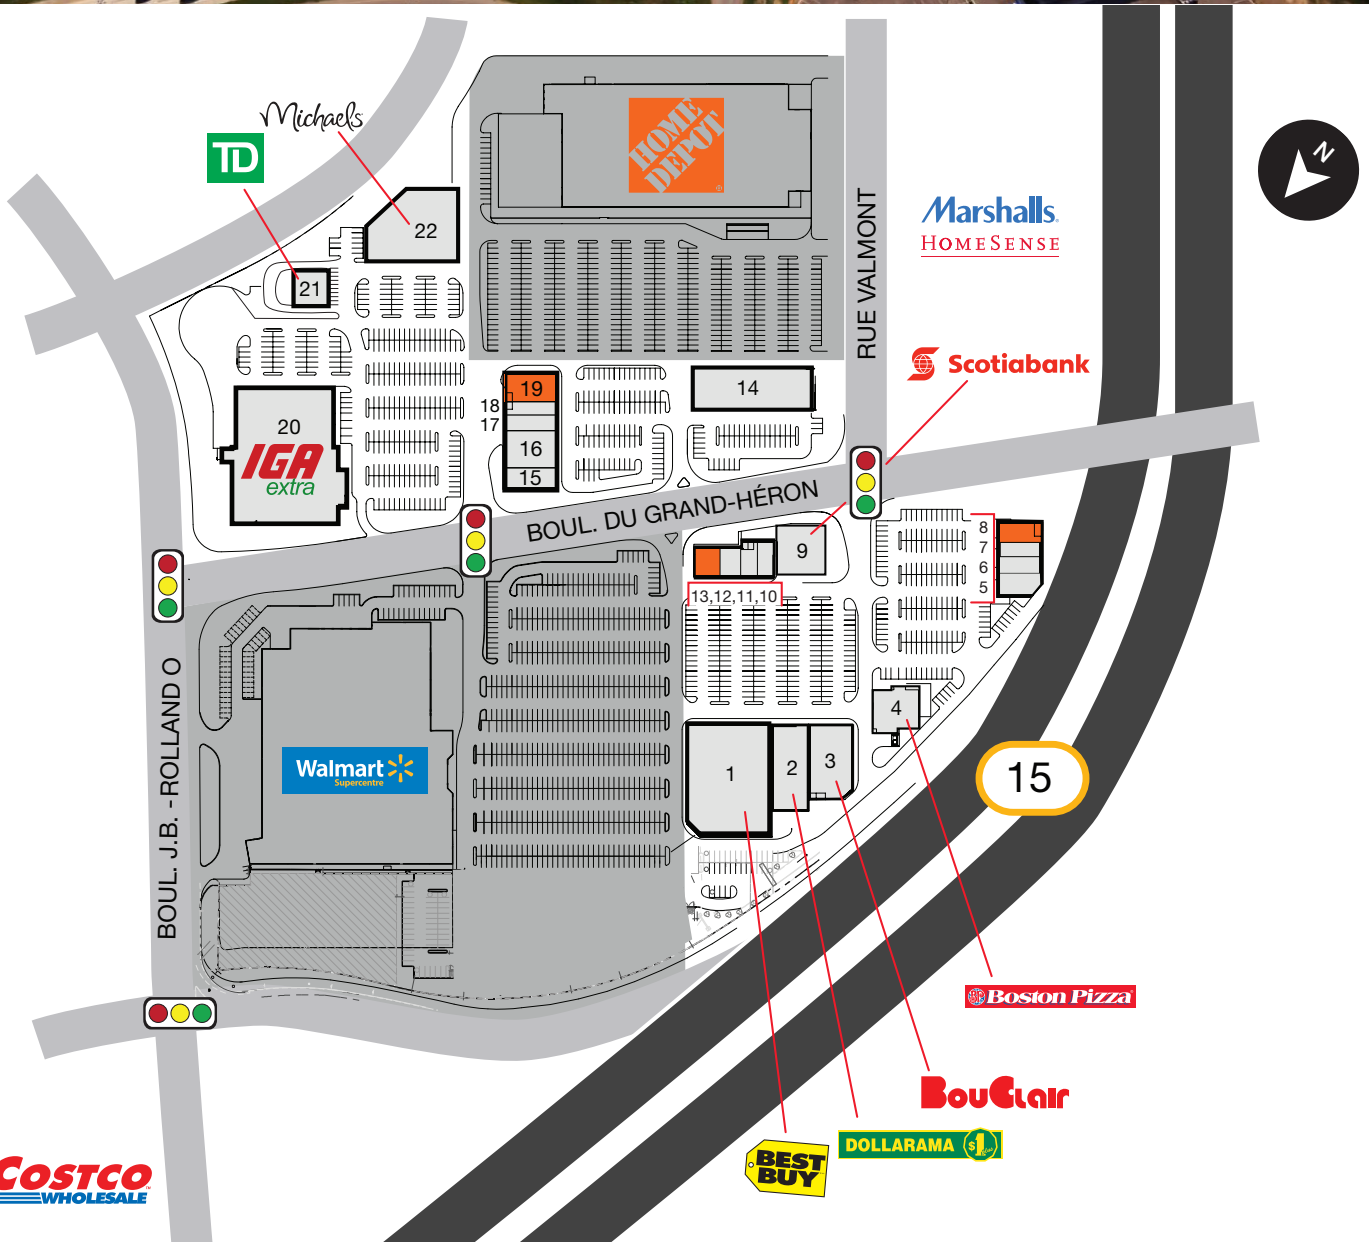 Michaels
TD
HOME
DEPOT
N
22
RUE VALMONT
Marshalls.
HOMESENSE
21
Scotiabank
19
18
17
16
15
14
20
IGA
extra
BOUL. DU GRAND-HÉRON
9
8
7
6
5
13,12,11,10
BOUL. J.B. -ROLLAND O
4
Walmart
Supercentre
1
2
3
15
Boston Pizza
BouClair
DOLLARAMA $1
BEST
BUY
COSTCO
WHOLESALE